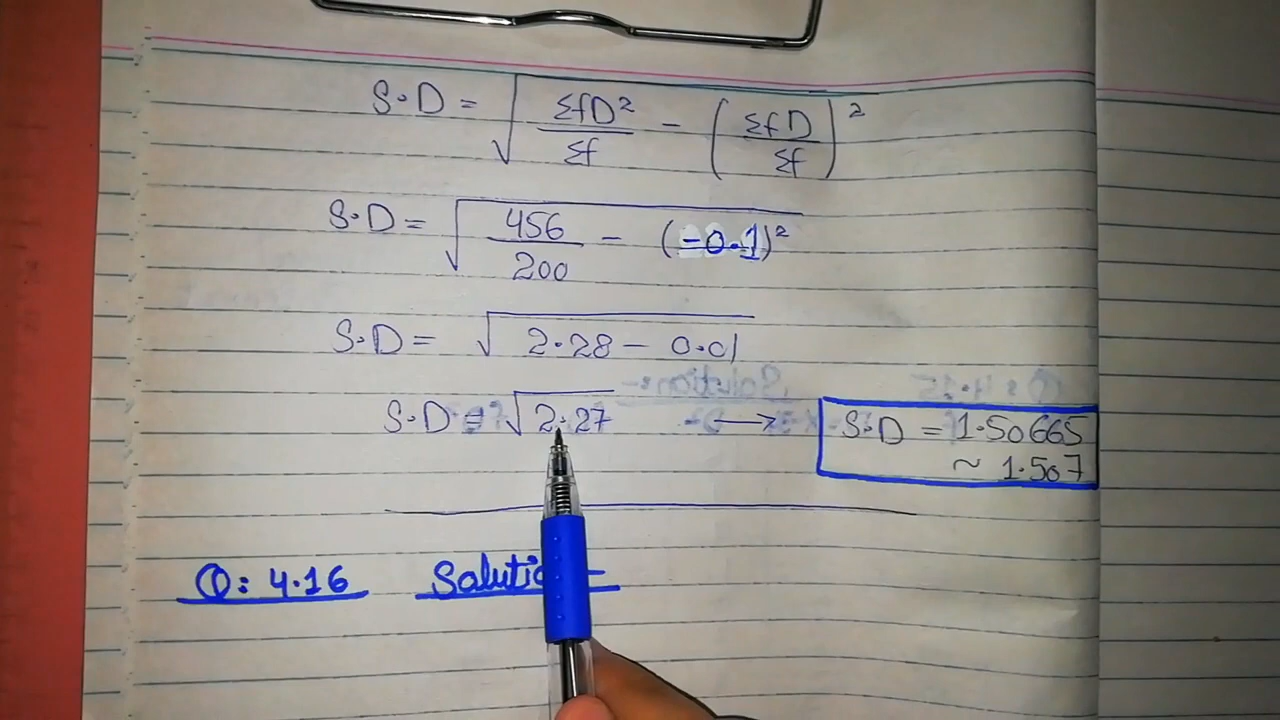 S.D = √ ΣfD² / Σf − ( ΣfD / Σf )²
S.D = √ 456 / 200 − (-0.1)²
S.D = √ 2.28 − 0.01
S.D = √2.27 → S.D = 1.50665
~ 1.507
Q: 4.16 Soluti